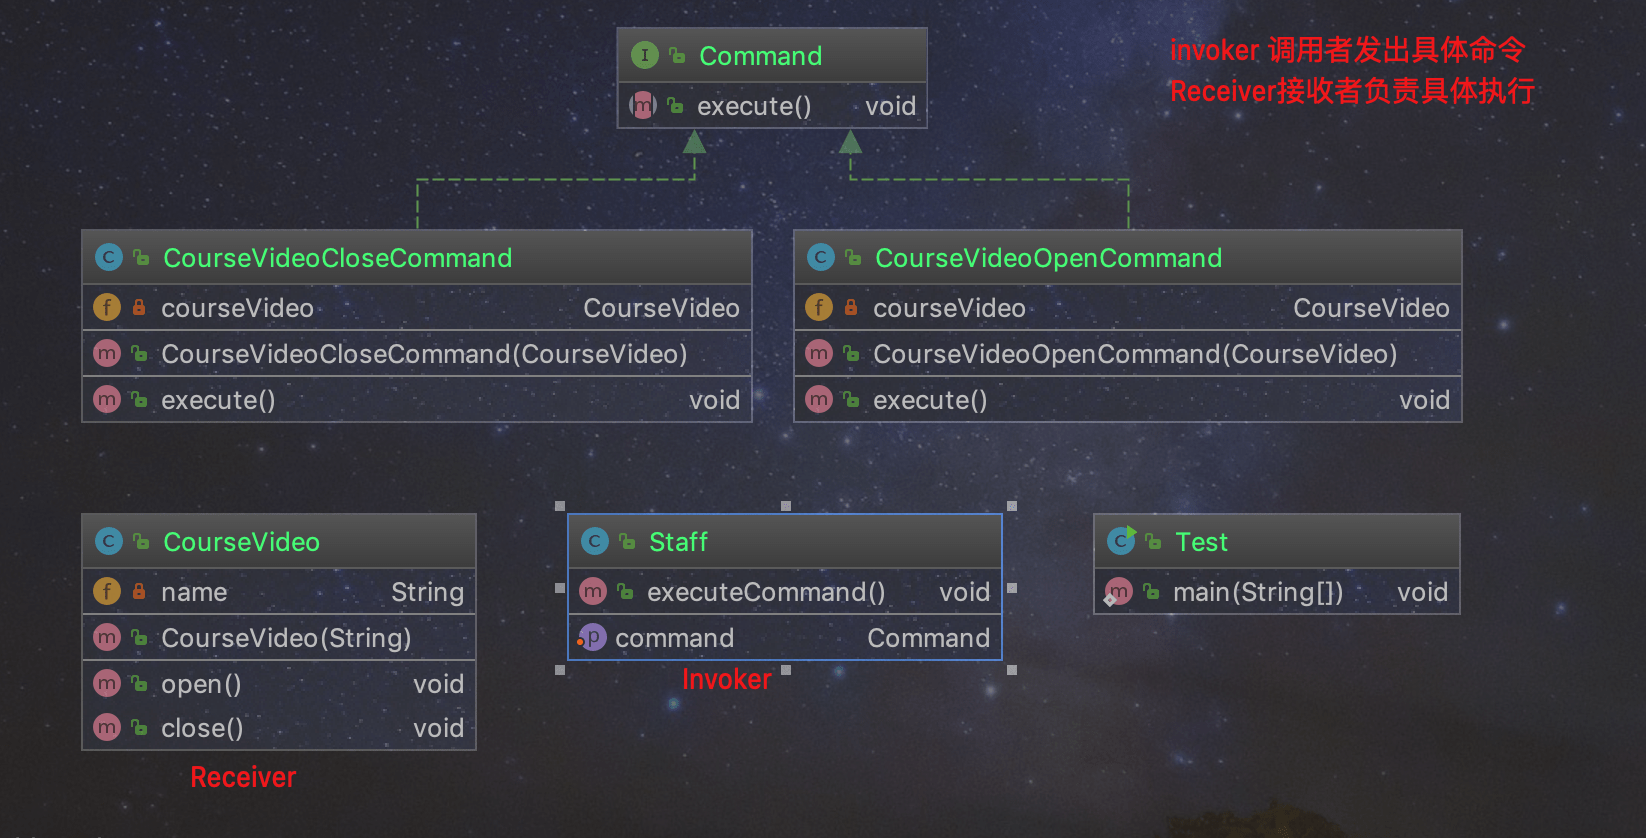 Command
execute() void
invoker 调用者发出具体命令
Receiver接收者负责具体执行
CourseVideoCloseCommand
courseVideo CourseVideo
CourseVideoCloseCommand(CourseVideo)
execute() void
CourseVideoOpenCommand
courseVideo CourseVideo
CourseVideoOpenCommand(CourseVideo)
execute() void
CourseVideo
name String
CourseVideo(String)
open() void
close() void
Receiver
Staff
executeCommand() void
command Command
Invoker
Test
main(String[]) void